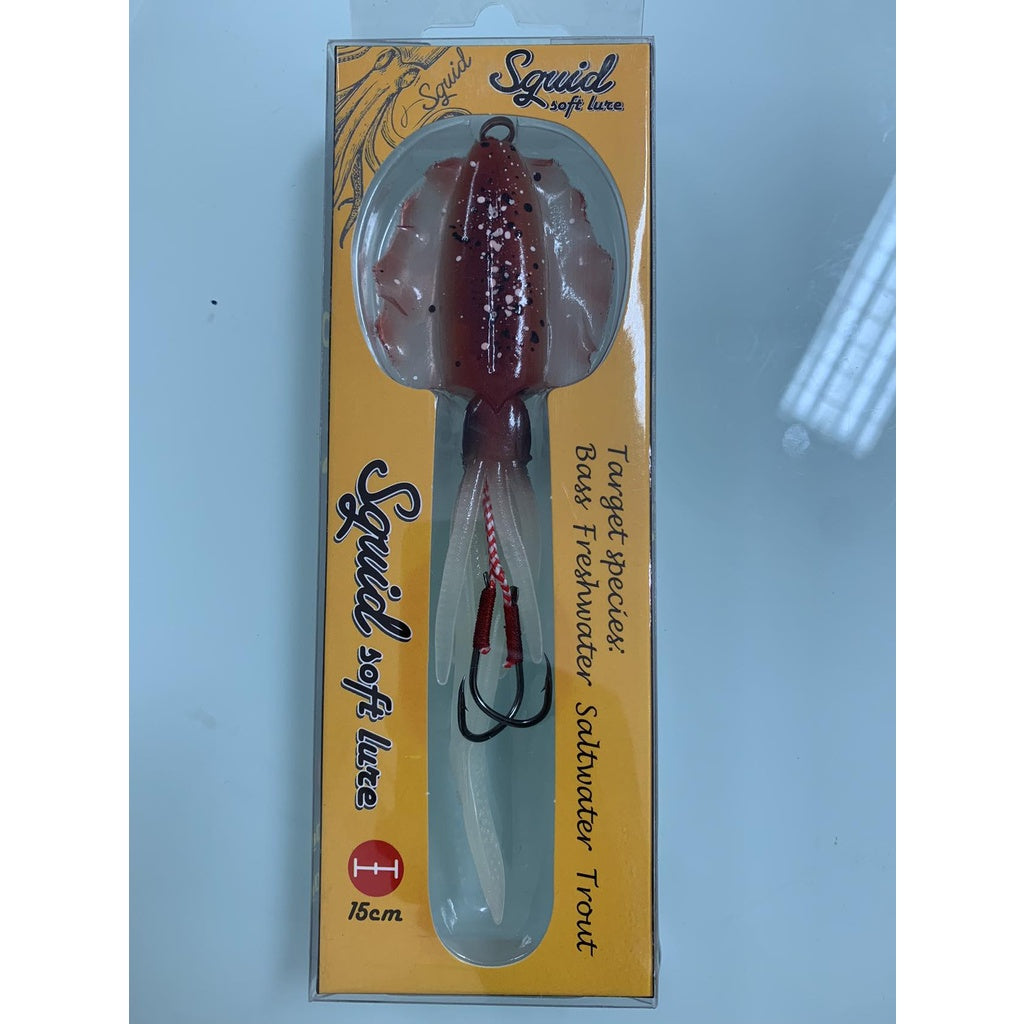 Squid
Squid
soft lure
Target species:
Bass Freshwater Saltwater Trout
Squid soft lure
15cm